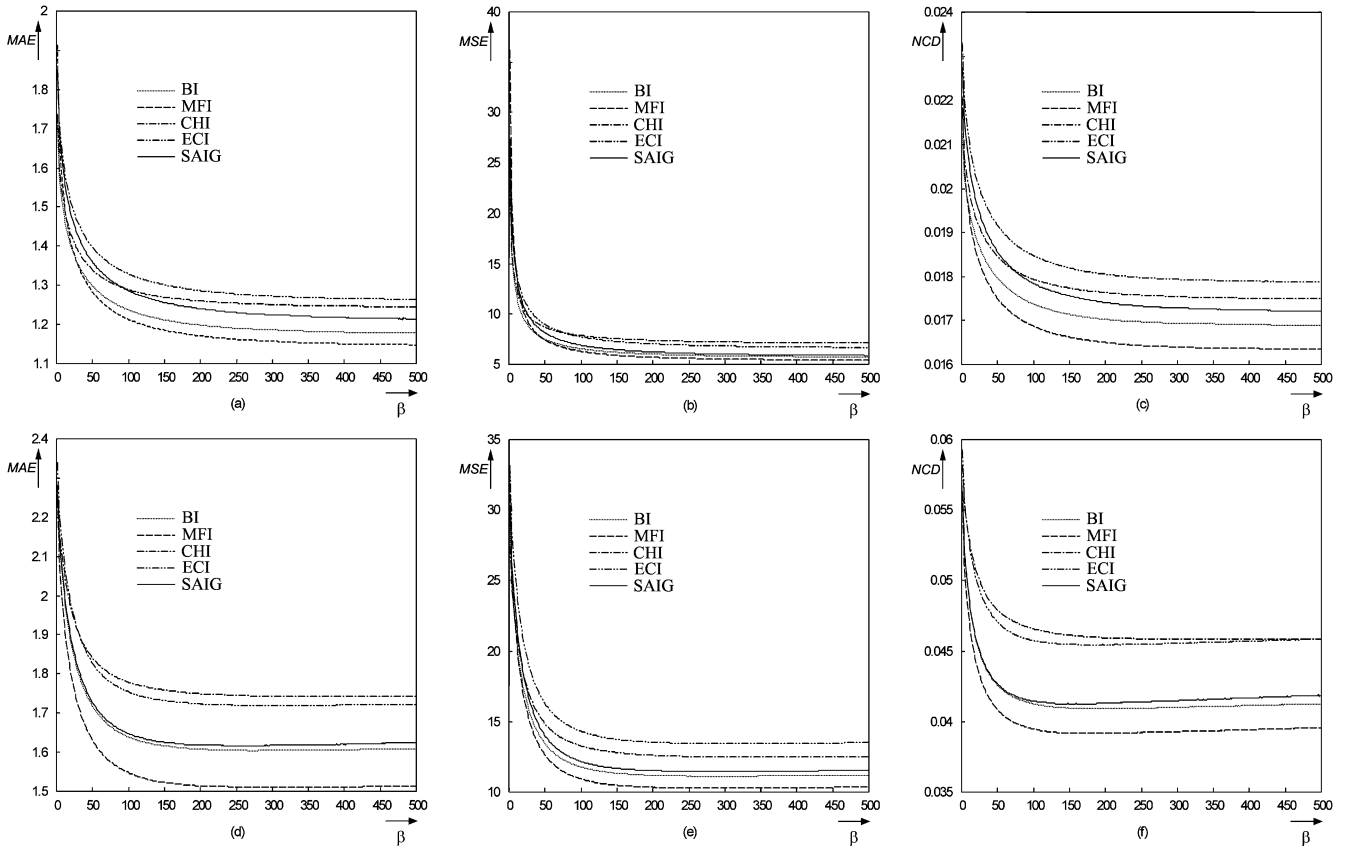 2
MAE
1.9
1.8
1.7
1.6
1.5
1.4
1.3
1.2
1.1
BI
MFI
CHI
ECI
SAIG
0 50 100 150 200 250 300 350 400 450 500
(a)
β
40
MSE
35
30
25
20
15
10
5
BI
MFI
CHI
ECI
SAIG
0 50 100 150 200 250 300 350 400 450 500
(b)
β
0.024
NCD
0.022
0.021
0.02
0.019
0.018
0.017
0.016
BI
MFI
CHI
ECI
SAIG
0 50 100 150 200 250 300 350 400 450 500
(c)
β
2.4
MAE
2.2
2.1
2
1.9
1.8
1.7
1.6
1.5
BI
MFI
CHI
ECI
SAIG
0 50 100 150 200 250 300 350 400 450 500
(d)
β
35
MSE
30
25
20
15
10
BI
MFI
CHI
ECI
SAIG
0 50 100 150 200 250 300 350 400 450 500
(e)
β
0.06
NCD
0.055
0.05
0.045
0.04
0.035
BI
MFI
CHI
ECI
SAIG
0 50 100 150 200 250 300 350 400 450 500
(f)
β